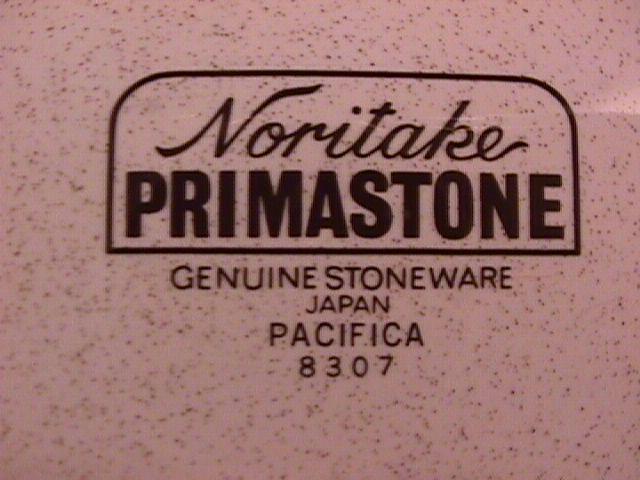 Noritake
PRIMASTONE
GENUINE STONEWARE
JAPAN
PACIFICA
8307